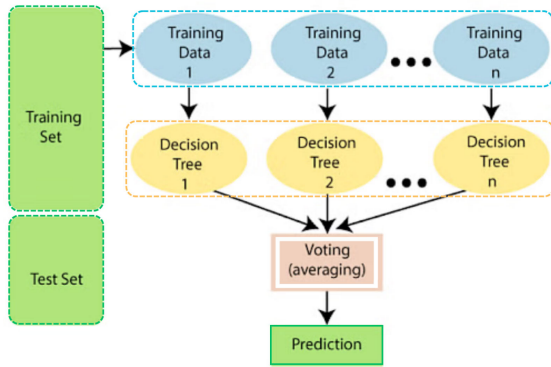 Training
Set
Test Set
Training
Data
1
Training
Data
2
Training
Data
n
Decision
Tree
1
Decision
Tree
2
Decision
Tree
n
Voting
(averaging)
Prediction